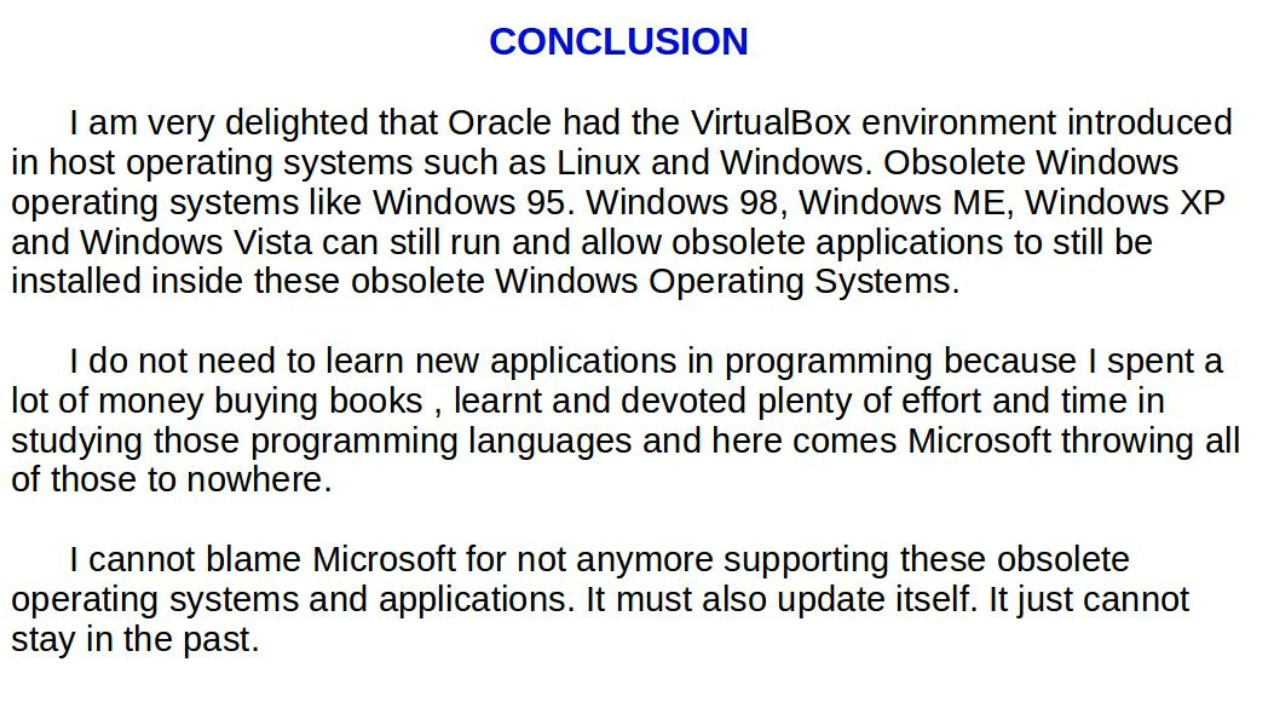 CONCLUSION
I am very delighted that Oracle had the VirtualBox environment introduced
in host operating systems such as Linux and Windows. Obsolete Windows
operating systems like Windows 95. Windows 98, Windows ME, Windows XP
and Windows Vista can still run and allow obsolete applications to still be
installed inside these obsolete Windows Operating Systems.
I do not need to learn new applications in programming because I spent a
lot of money buying books , learnt and devoted plenty of effort and time in
studying those programming languages and here comes Microsoft throwing all
of those to nowhere.
I cannot blame Microsoft for not anymore supporting these obsolete
operating systems and applications. It must also update itself. It just cannot
stay in the past.